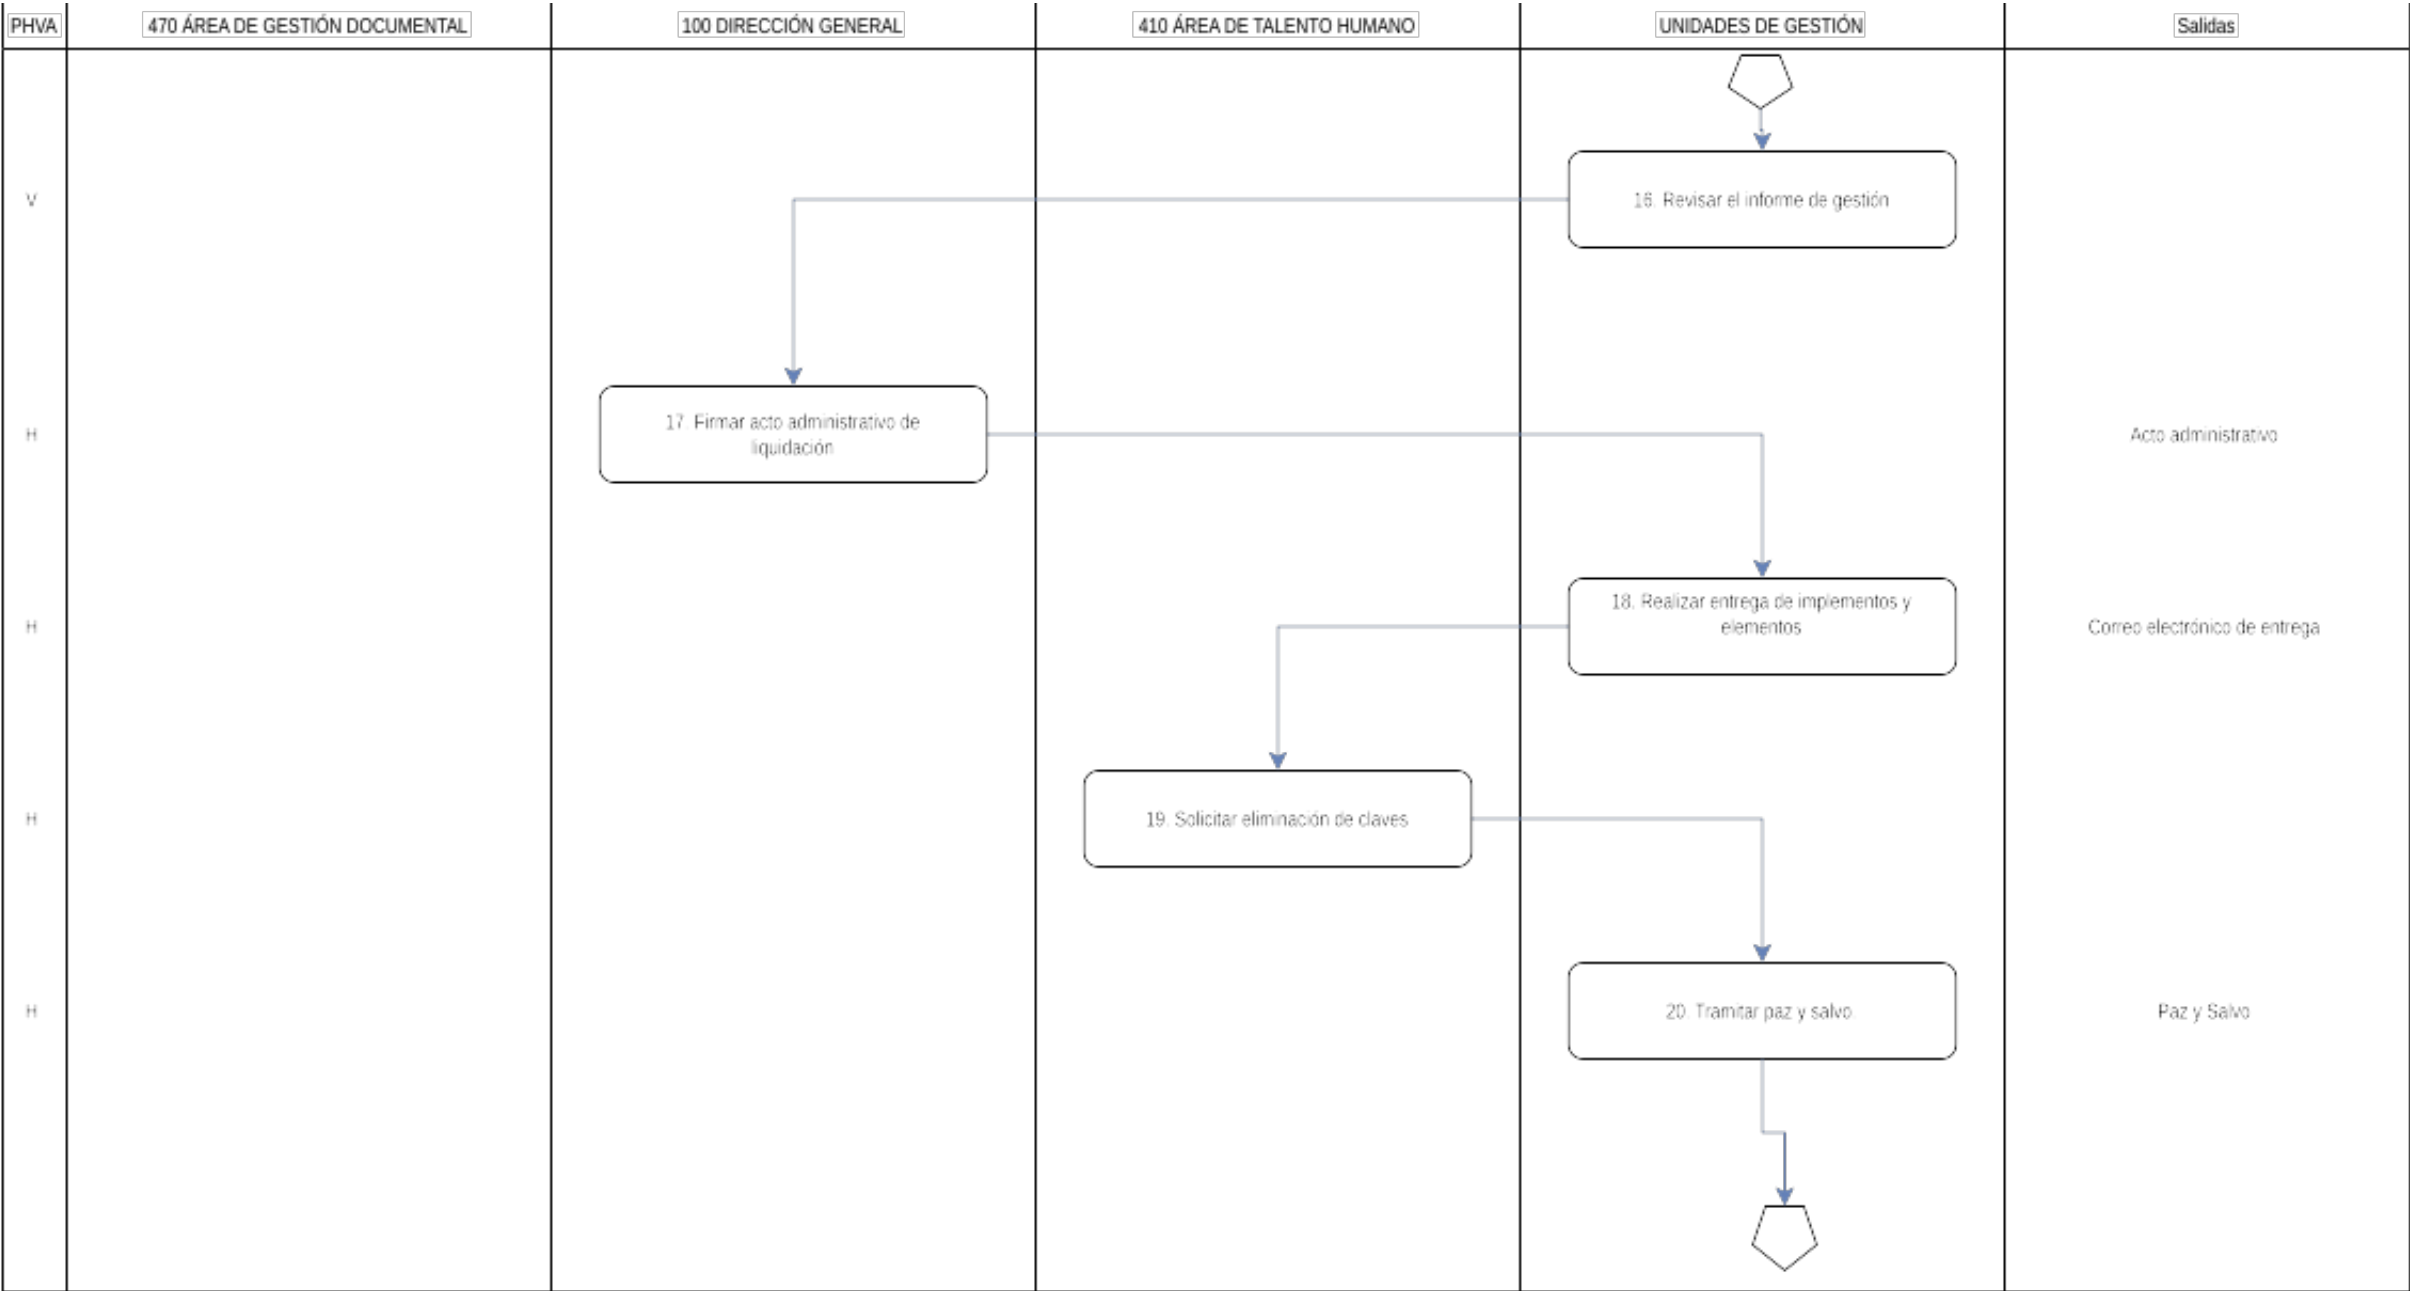 PHVA
470 ÁREA DE GESTIÓN DOCUMENTAL
100 DIRECCIÓN GENERAL
410 ÁREA DE TALENTO HUMANO
UNIDADES DE GESTIÓN
Salidas
V
16. Revisar el informe de gestión
H
17. Firmar acto administrativo de
liquidación
Acto administrativo
H
18. Realizar entrega de implementos y
elementos
Correo electrónico de entrega
H
19. Solicitar eliminación de claves
H
20. Tramitar paz y salvo
Paz y Salvo